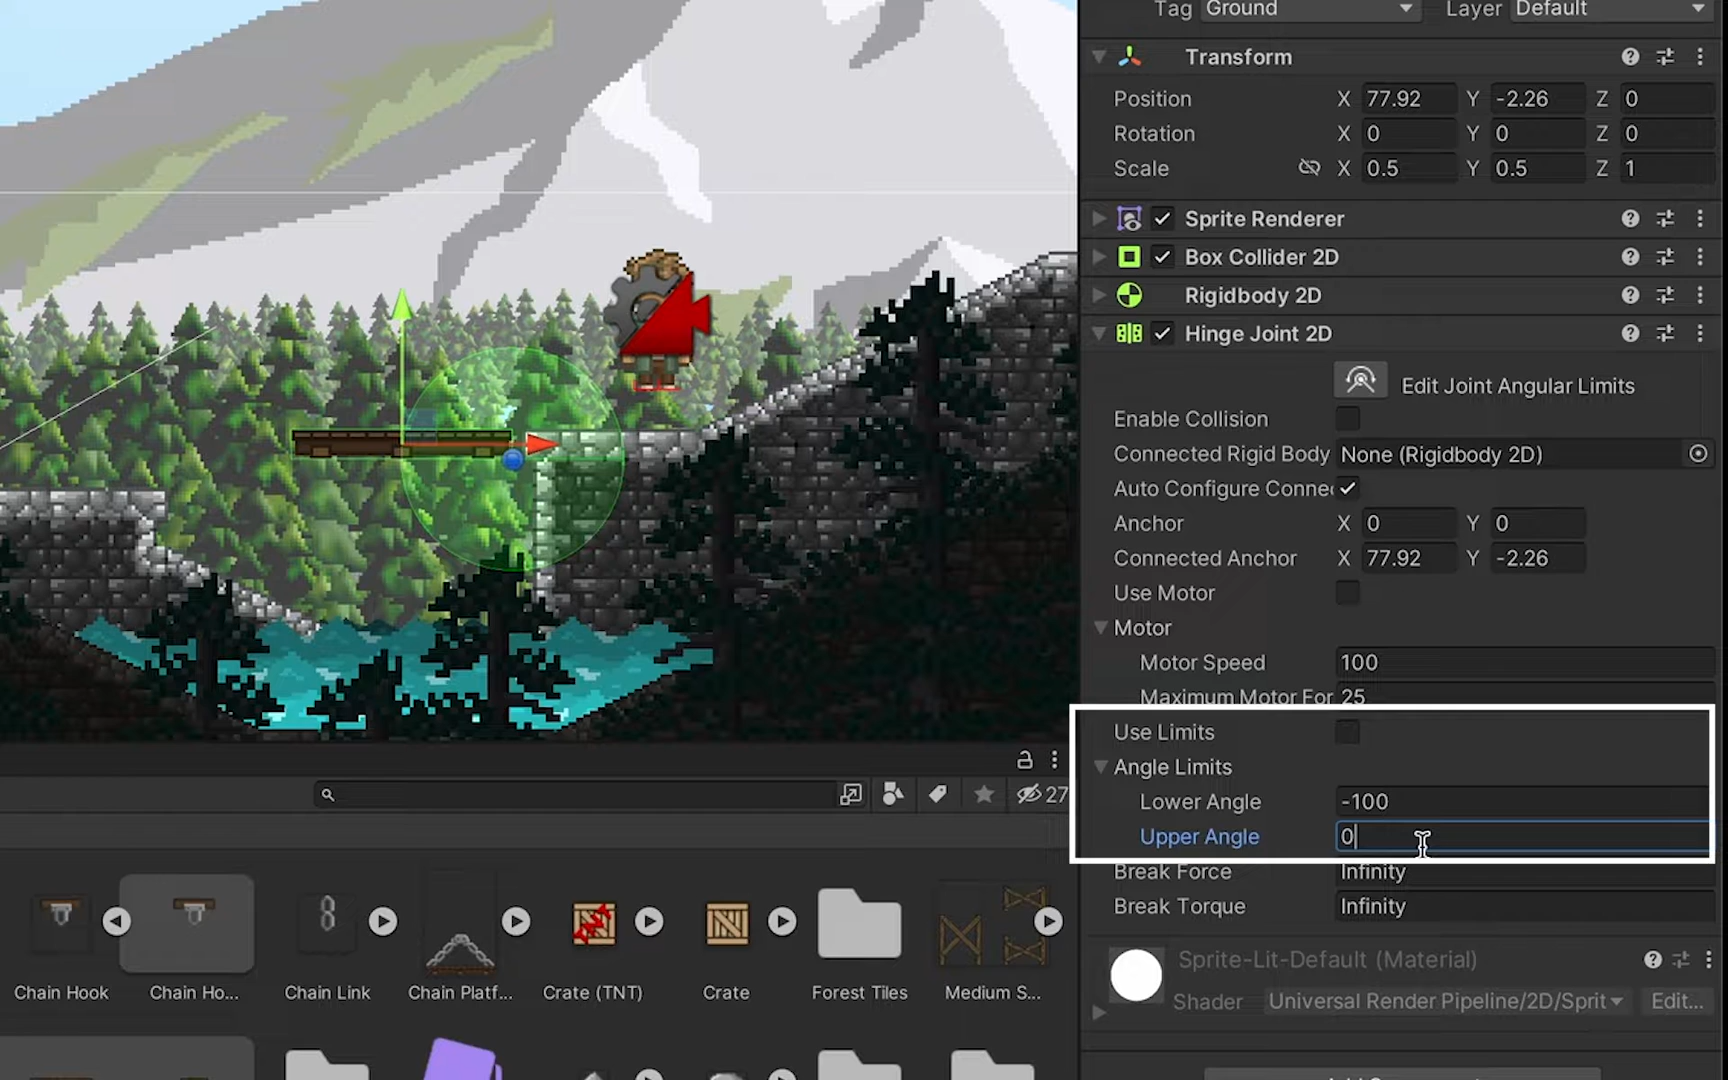 Tag Ground Layer Default
Transform
Position X 77.92 Y -2.26 Z 0
Rotation X 0 Y 0 Z 0
Scale X 0.5 Y 0.5 Z 1
Sprite Renderer
Box Collider 2D
Rigidbody 2D
Hinge Joint 2D
Edit Joint Angular Limits
Enable Collision
Connected Rigid Body None (Rigidbody 2D)
Auto Configure Connec
Anchor X 0 Y 0
Connected Anchor X 77.92 Y -2.26
Use Motor
Motor
Motor Speed 100
Maximum Motor For 25
Use Limits
Angle Limits
Lower Angle -100
Upper Angle 0
Break Force Infinity
Break Torque Infinity
Sprite-Lit-Default (Material)
Shader Universal Render Pipeline/2D/Sprit Edit...
27
Chain Hook Chain Ho... Chain Link Chain Platf... Crate (TNT) Crate Forest Tiles Medium S...